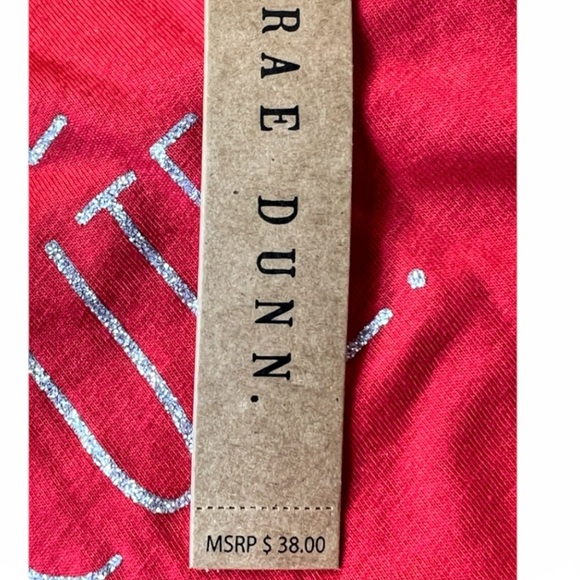 RAE DUNN.
MSRP $ 38.00